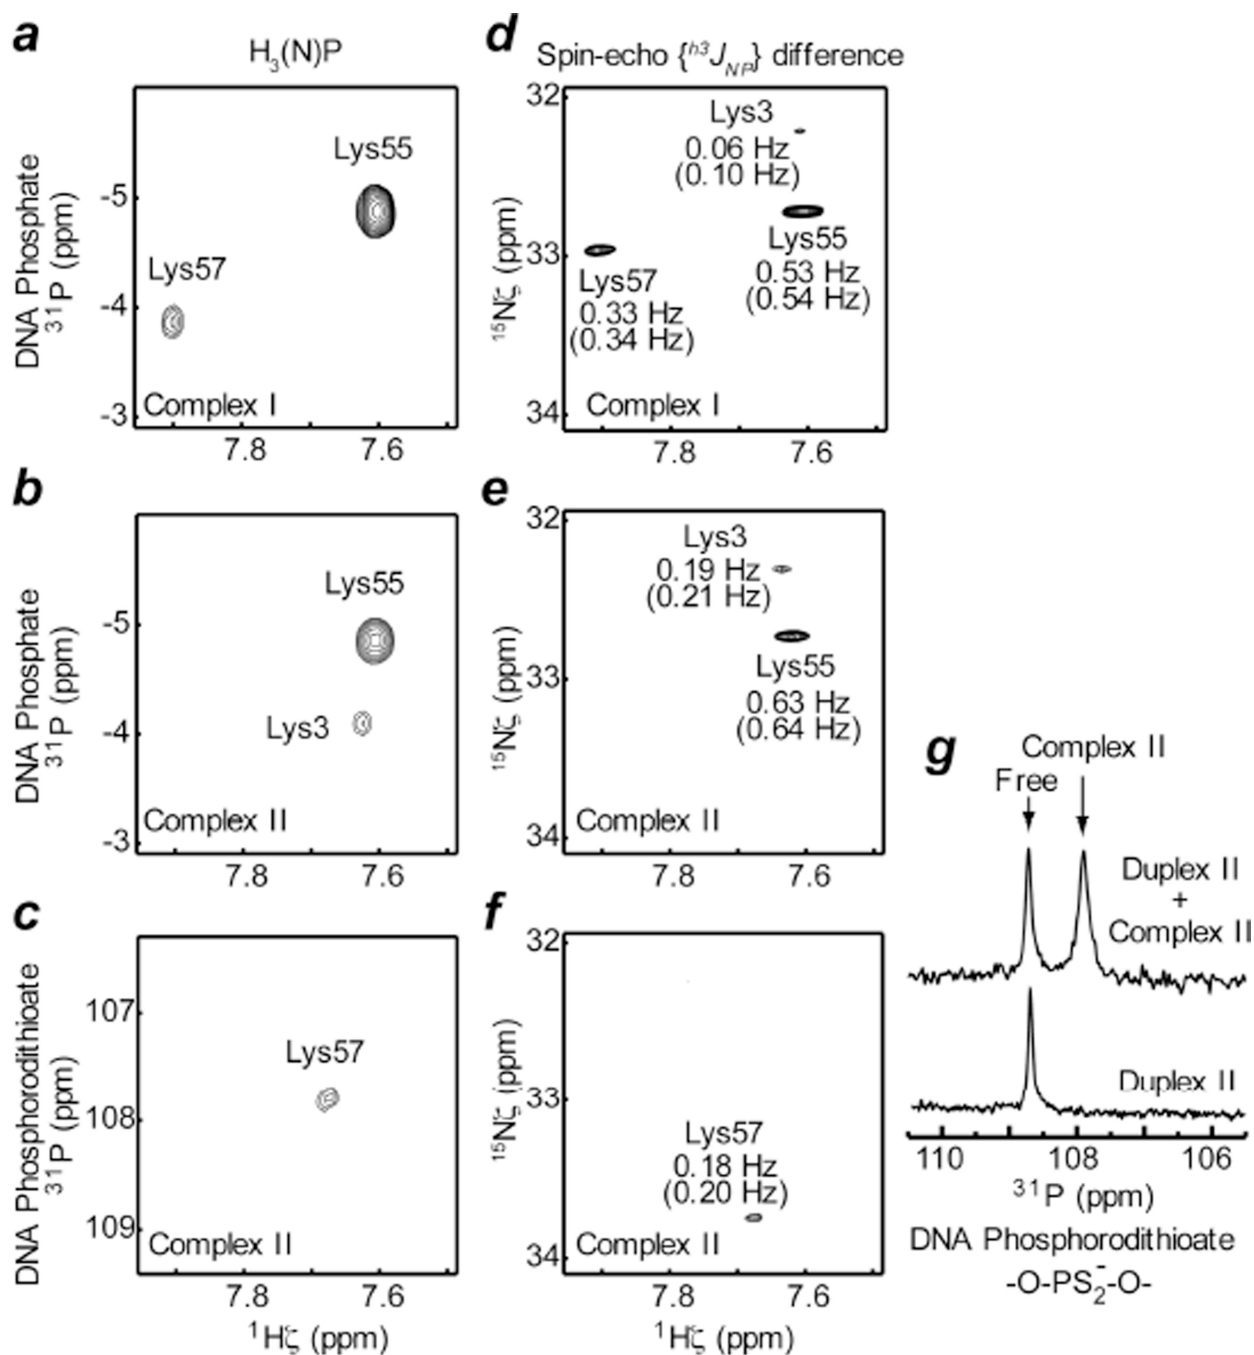 a
H₃(N)P
DNA Phosphate
³¹P (ppm)
-5
-4
-3
Lys55
Lys57
Complex I
7.8
7.6
d
Spin-echo {ʰ³J_NP} difference
¹⁵Nζ (ppm)
32
33
34
Lys3
0.06 Hz
(0.10 Hz)
Lys55
0.53 Hz
(0.54 Hz)
Lys57
0.33 Hz
(0.34 Hz)
Complex I
7.8
7.6
b
DNA Phosphate
³¹P (ppm)
-5
-4
-3
Lys55
Lys3
Complex II
7.8
7.6
e
¹⁵Nζ (ppm)
32
33
34
Lys3
0.19 Hz
(0.21 Hz)
Lys55
0.63 Hz
(0.64 Hz)
Complex II
7.8
7.6
c
DNA Phosphorodithioate
³¹P (ppm)
107
108
109
Lys57
Complex II
7.8
7.6
¹Hζ (ppm)
f
¹⁵Nζ (ppm)
32
33
34
Lys57
0.18 Hz
(0.20 Hz)
Complex II
7.8
7.6
¹Hζ (ppm)
g
Complex II
Free
Duplex II
+
Complex II
Duplex II
110
108
106
³¹P (ppm)
DNA Phosphorodithioate
-O-PS₂⁻-O-